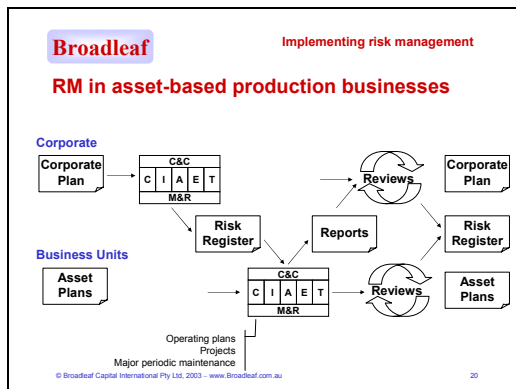 Broadleaf
Implementing risk management
RM in asset-based production businesses
Corporate
Corporate
Plan
C&C
C I A E T
M&R
Reviews
Corporate
Plan
Risk
Register
Reports
Risk
Register
Business Units
Asset
Plans
C&C
C I A E T
M&R
Reviews
Asset
Plans
Operating plans
Projects
Major periodic maintenance
© Broadleaf Capital International Pty Ltd, 2003 – www.Broadleaf.com.au
20